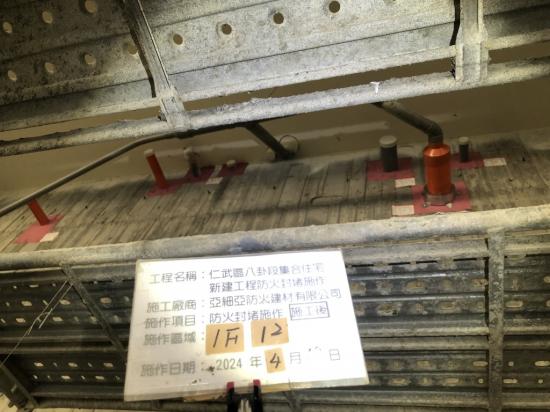 工程名稱：仁武區八卦段集合住宅
新建工程防火封堵施作
施工廠商：亞細亞防火建材有限公司
施作項目：防火封堵施作 施工後
施作區域：1F 12
施作日期：2024 年 4 月 日